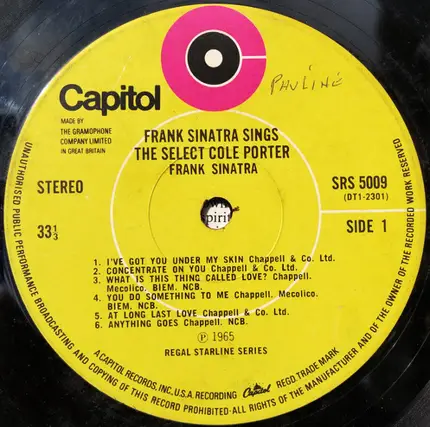 Capitol
PAULINE
MADE BY
THE GRAMOPHONE
COMPANY LIMITED
IN GREAT BRITAIN
FRANK SINATRA SINGS
THE SELECT COLE PORTER
FRANK SINATRA
STEREO
SRS 5009
(DT1-2301)
33⅓
SIDE 1
1. I'VE GOT YOU UNDER MY SKIN Chappell & Co. Ltd.
2. CONCENTRATE ON YOU Chappell & Co. Ltd.
3. WHAT IS THIS THING CALLED LOVE? Chappell.
Mecolico. BIEM. NCB.
4. YOU DO SOMETHING TO ME Chappell. Mecolico.
BIEM. NCB.
5. AT LONG LAST LOVE Chappell & Co. Ltd.
6. ANYTHING GOES Chappell. NCB.
℗ 1965
REGAL STARLINE SERIES
A CAPITOL RECORDS, INC., U.S.A. RECORDING Capitol REGD. TRADE MARK
UNAUTHORISED PUBLIC PERFORMANCE BROADCASTING AND COPYING OF THIS RECORD PROHIBITED·ALL RIGHTS OF THE MANUFACTURER AND OF THE OWNER OF THE RECORDED WORK RESERVED